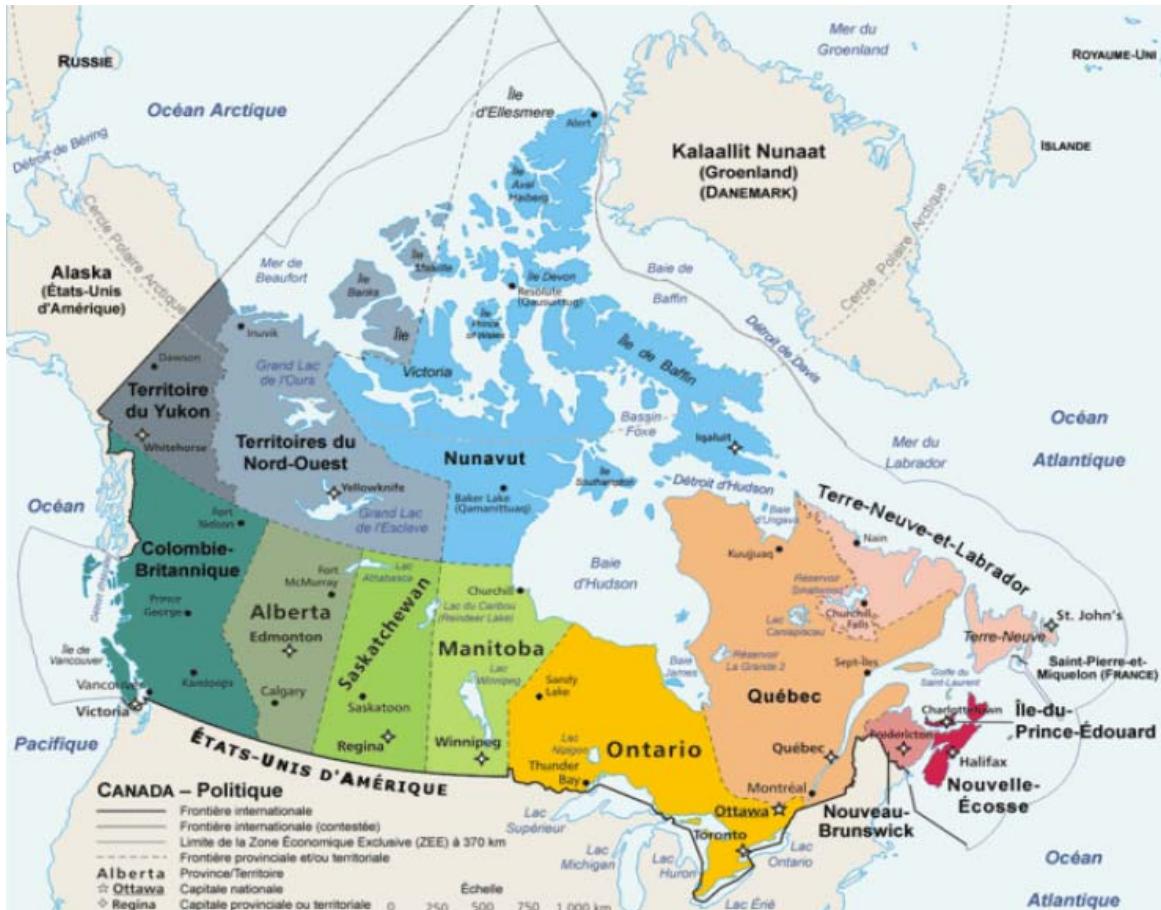 RUSSIE
Océan Arctique
Détroit de Béring
Île
d'Ellesmere
Alert
Mer du
Groenland
ROYAUME-UNI
ISLANDE
Kalaallit Nunaat
(Groenland)
(DANEMARK)
Cercle Polaire Arctique
Cercle Polaire Arctique
Alaska
(États-Unis
d'Amérique)
Mer de
Beaufort
Île
Axel
Heiberg
Île
Melville
Île
Banks
Île Devon
Resolute
(Qausuittuq)
Île
Prince
of Wales
Île
Victoria
Baie de
Baffin
Île de Baffin
Détroit de Davis
Inuvik
Dawson
Grand Lac
de l'Ours
Territoire
du Yukon
Whitehorse
Territoires du
Nord-Ouest
Yellowknife
Grand Lac
de l'Esclave
Nunavut
Baker Lake
(Qamanittuaq)
Bassin
Foxe
Iqaluit
Île
Southampton
Détroit d'Hudson
Mer du
Labrador
Océan
Atlantique
Océan
Pacifique
Fort
Nelson
Colombie-
Britannique
Prince
George
Île de
Vancouver
Vancouver
Victoria
Kamloops
Fort
McMurray
Alberta
Edmonton
Calgary
Lac
Athabasca
Saskatchewan
Saskatoon
Regina
Churchill
Lac du Caribou
(Reindeer Lake)
Manitoba
Lac
Winnipeg
Winnipeg
Baie
d'Hudson
Baie
James
Sandy
Lake
Lac
Nipigon
Ontario
Thunder
Bay
Ottawa
Toronto
Baie
d'Ungava
Kuujjuaq
Lac
Caniapiscau
Réservoir
La Grande 2
Québec
Québec
Montréal
Sept-Îles
Terre-Neuve-et-Labrador
Nain
Réservoir
Smallwood
Churchill
Falls
Terre-Neuve
St. John's
Saint-Pierre-et-
Miquelon (FRANCE)
Golfe du
Saint-Laurent
Charlottetown
Île-du-
Prince-Édouard
Fredericton
Halifax
Nouvelle-
Écosse
Nouveau-
Brunswick
ÉTATS-UNIS D'AMÉRIQUE
Lac
Supérieur
Lac
Michigan
Lac
Huron
Lac
Ontario
Lac Érié
Océan
Atlantique
CANADA – Politique
Frontière internationale
Frontière internationale (contestée)
Limite de la Zone Économique Exclusive (ZEE) à 370 km
Frontière provinciale et/ou territoriale
Alberta Province/Territoire
Ottawa Capitale nationale
Regina Capitale provinciale ou territoriale
Échelle
0 250 500 750 1 000 km